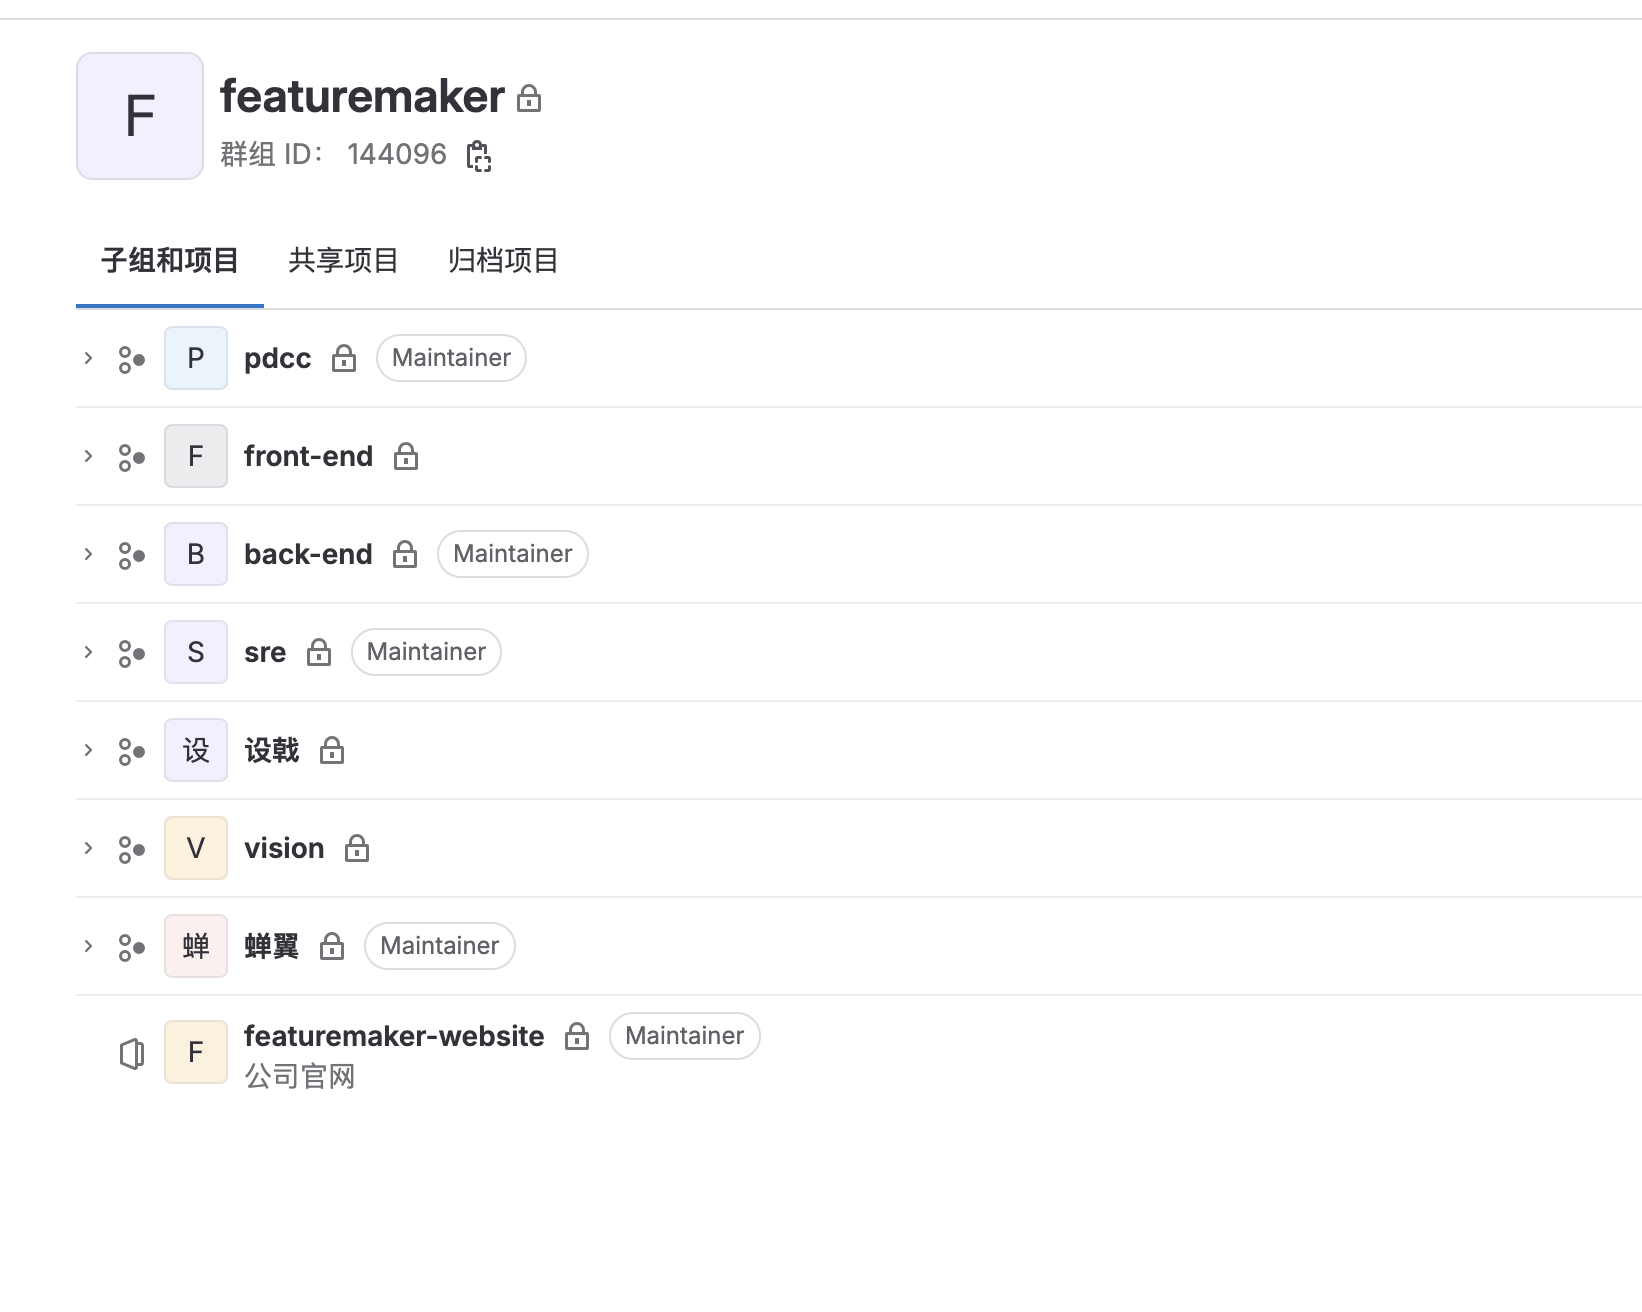 F
featuremaker
群组 ID： 144096
子组和项目 共享项目 归档项目
P pdcc Maintainer
F front-end
B back-end Maintainer
S sre Maintainer
设 设戟
V vision
蝉 蝉翼 Maintainer
F featuremaker-website Maintainer
公司官网